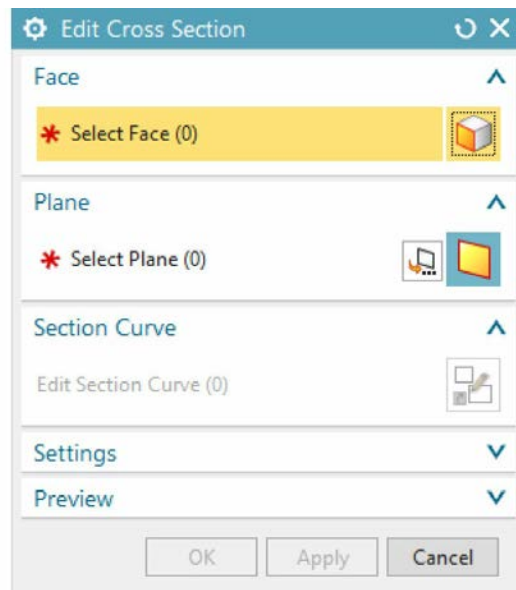 Edit Cross Section
Face
* Select Face (0)
Plane
* Select Plane (0)
Section Curve
Edit Section Curve (0)
Settings
Preview
OK Apply Cancel